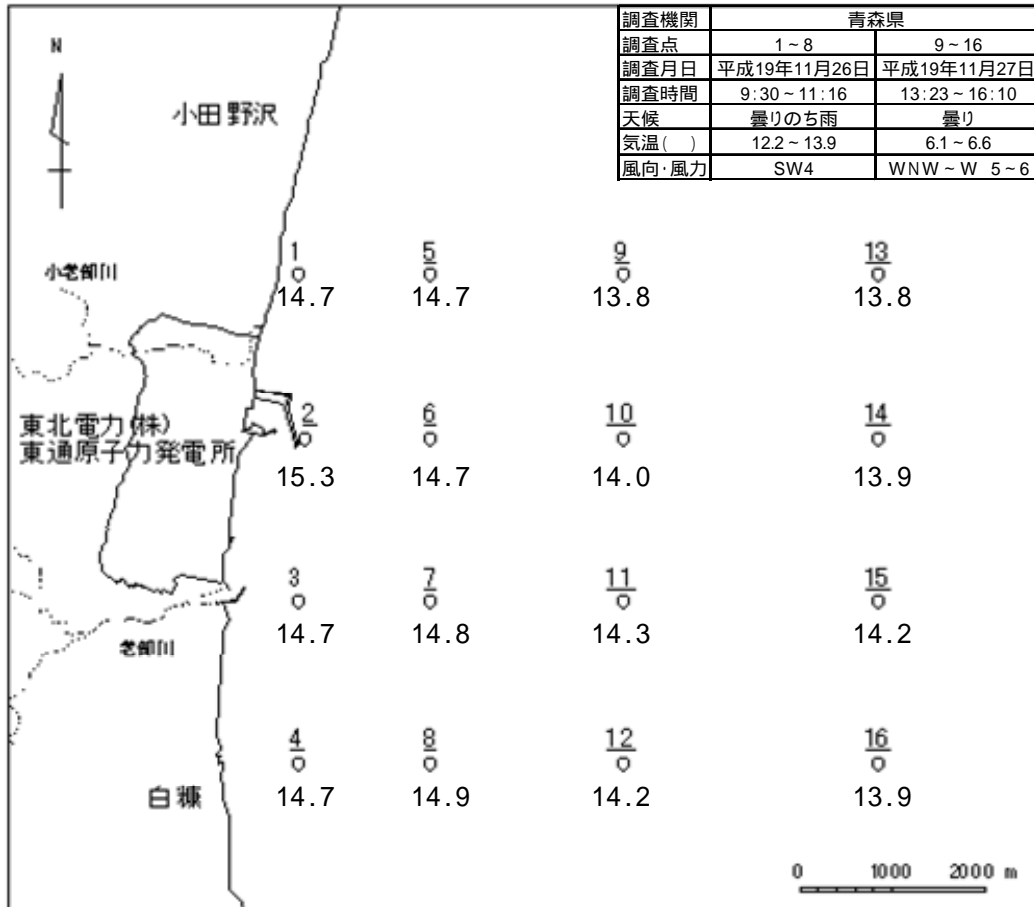 調査機関 青森県
調査点 1~8 9~16
調査月日 平成19年11月26日 平成19年11月27日
調査時間 9:30~11:16 13:23~16:10
天候 曇りのち雨 曇り
気温( ) 12.2~13.9 6.1~6.6
風向・風力 SW4 WNW~W 5~6
N
小田野沢
小老部川
1 5 9 13
14.7 14.7 13.8 13.8
東北電力(株)
東通原子力発電所
2 6 10 14
15.3 14.7 14.0 13.9
3 7 11 15
14.7 14.8 14.3 14.2
老部川
4 8 12 16
白糠
14.7 14.9 14.2 13.9
0 1000 2000 m